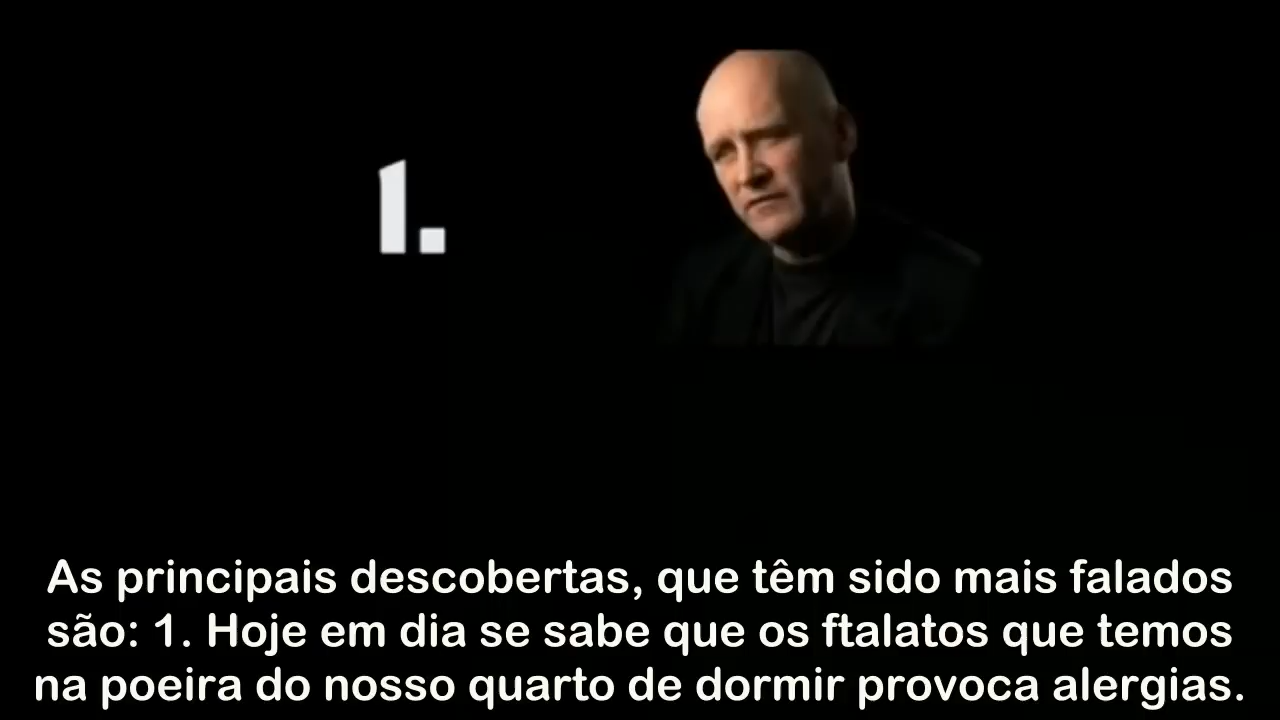 1.
As principais descobertas, que têm sido mais falados
são: 1. Hoje em dia se sabe que os ftalatos que temos
na poeira do nosso quarto de dormir provoca alergias.